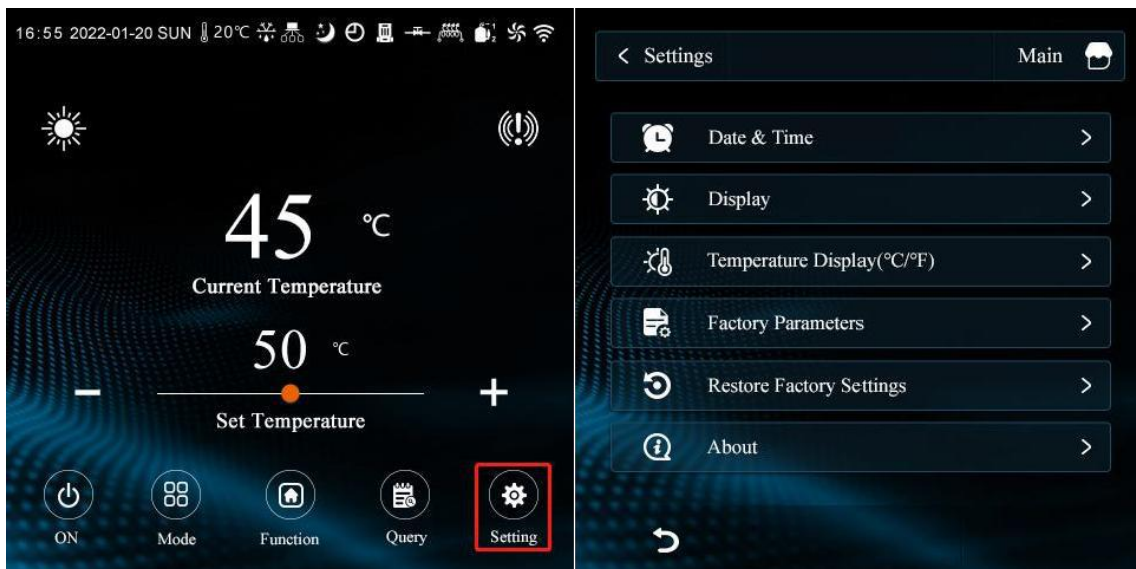 16:55 2022-01-20 SUN 20℃
45 ℃
Current Temperature
50 ℃
Set Temperature
ON Mode Function Query Setting
< Settings Main
Date & Time >
Display >
Temperature Display(℃/℉) >
Factory Parameters >
Restore Factory Settings >
About >